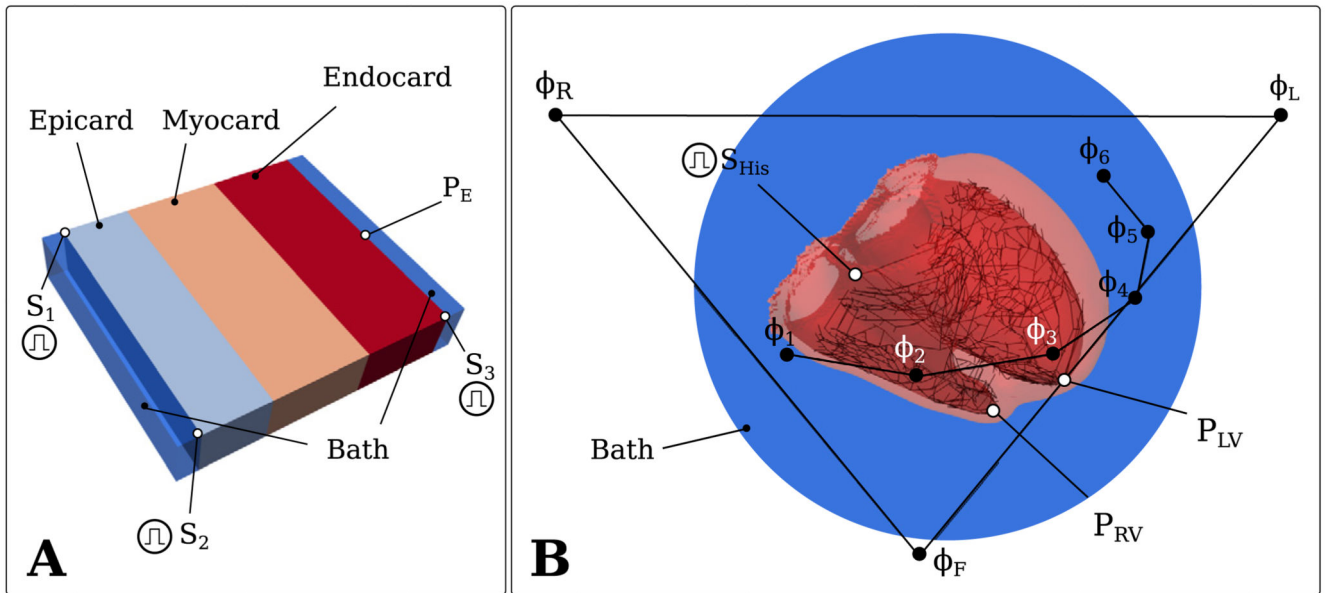 Endocard
Epicard
Myocard
P_E
S_1
S_3
Bath
S_2
A
ϕ_R
ϕ_L
S_His
ϕ_6
ϕ_5
ϕ_4
ϕ_1
ϕ_2
ϕ_3
Bath
P_LV
P_RV
ϕ_F
B